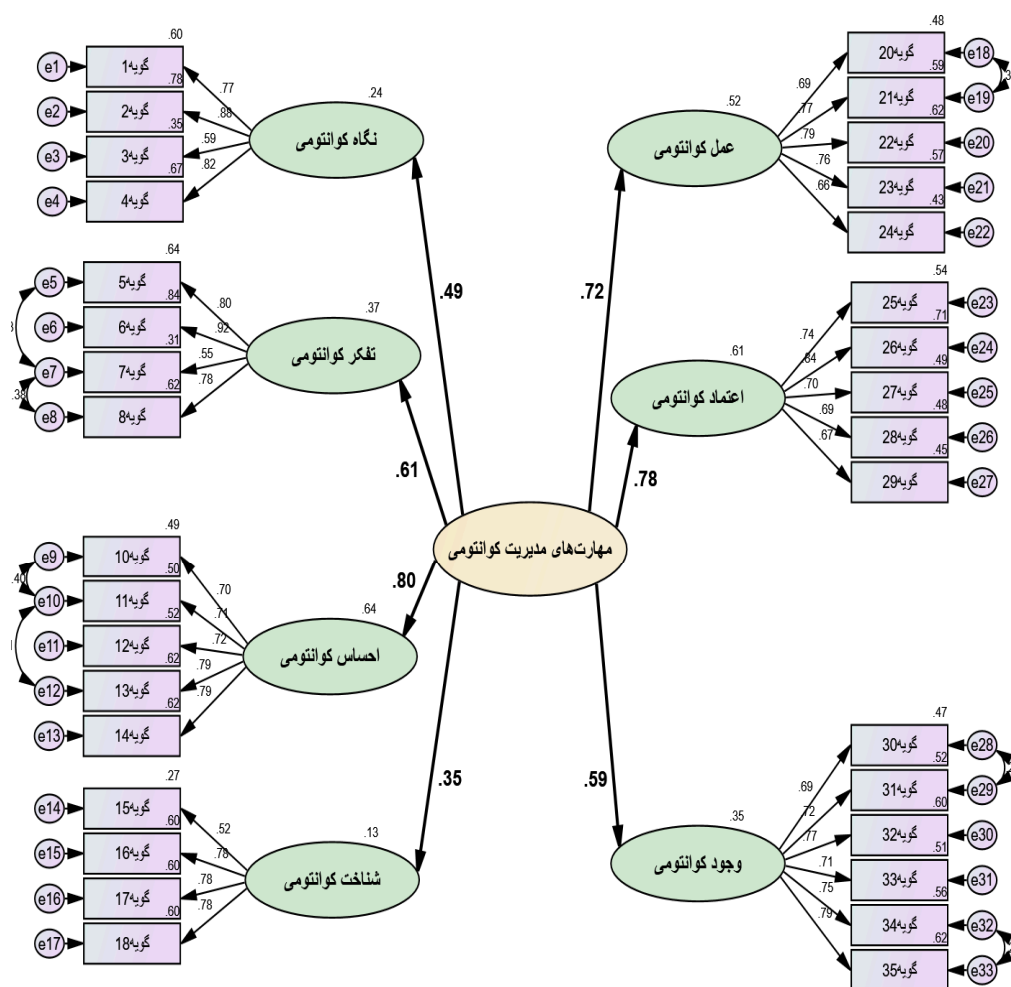 .60
e1
گویه1
.78
.77
e2
گویه2
.35
.88
e3
گویه3
.67
.59
e4
گویه4
.82
.24
نگاه کوانتومی
.49
.64
e5
گویه5
.84
.80
e6
گویه6
.31
.92
e7
گویه7
.62
.55
.38
e8
گویه8
.78
.37
تفکر کوانتومی
.61
.49
e9
گویه10
.50
.70
.40
e10
گویه11
.52
.71
e11
گویه12
.62
.72
e12
گویه13
.62
.79
e13
گویه14
.79
.64
احساس کوانتومی
.80
.27
e14
گویه15
.60
.52
e15
گویه16
.60
.78
e16
گویه17
.60
.78
e17
گویه18
.78
.13
شناخت کوانتومی
.35
مهارت‌های مدیریت کوانتومی
.48
گویه20
e18
.59
.69
گویه21
e19
.62
.77
گویه22
e20
.57
.79
گویه23
e21
.43
.76
گویه24
e22
.66
.52
عمل کوانتومی
.72
.54
گویه25
e23
.71
.74
گویه26
e24
.49
.84
گویه27
e25
.48
.70
گویه28
e26
.45
.69
گویه29
e27
.67
.61
اعتماد کوانتومی
.78
.47
گویه30
e28
.52
.69
گویه31
e29
.60
.72
گویه32
e30
.51
.77
گویه33
e31
.56
.71
گویه34
e32
.62
.75
گویه35
e33
.79
.35
وجود کوانتومی
.59